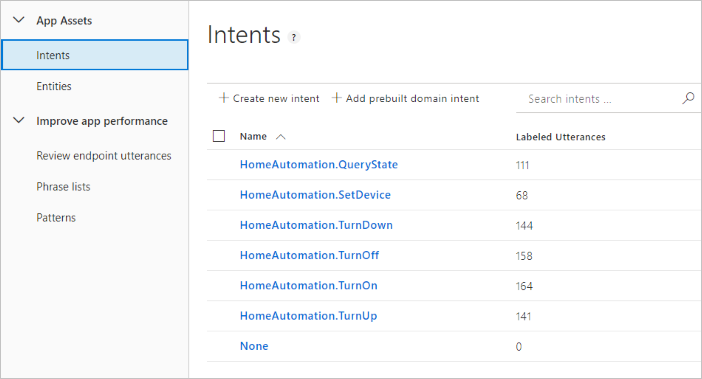 App Assets
Intents
Entities
Improve app performance
Review endpoint utterances
Phrase lists
Patterns
Intents ?
+ Create new intent + Add prebuilt domain intent Search intents ...
Name Labeled Utterances
HomeAutomation.QueryState 111
HomeAutomation.SetDevice 68
HomeAutomation.TurnDown 144
HomeAutomation.TurnOff 158
HomeAutomation.TurnOn 164
HomeAutomation.TurnUp 141
None 0